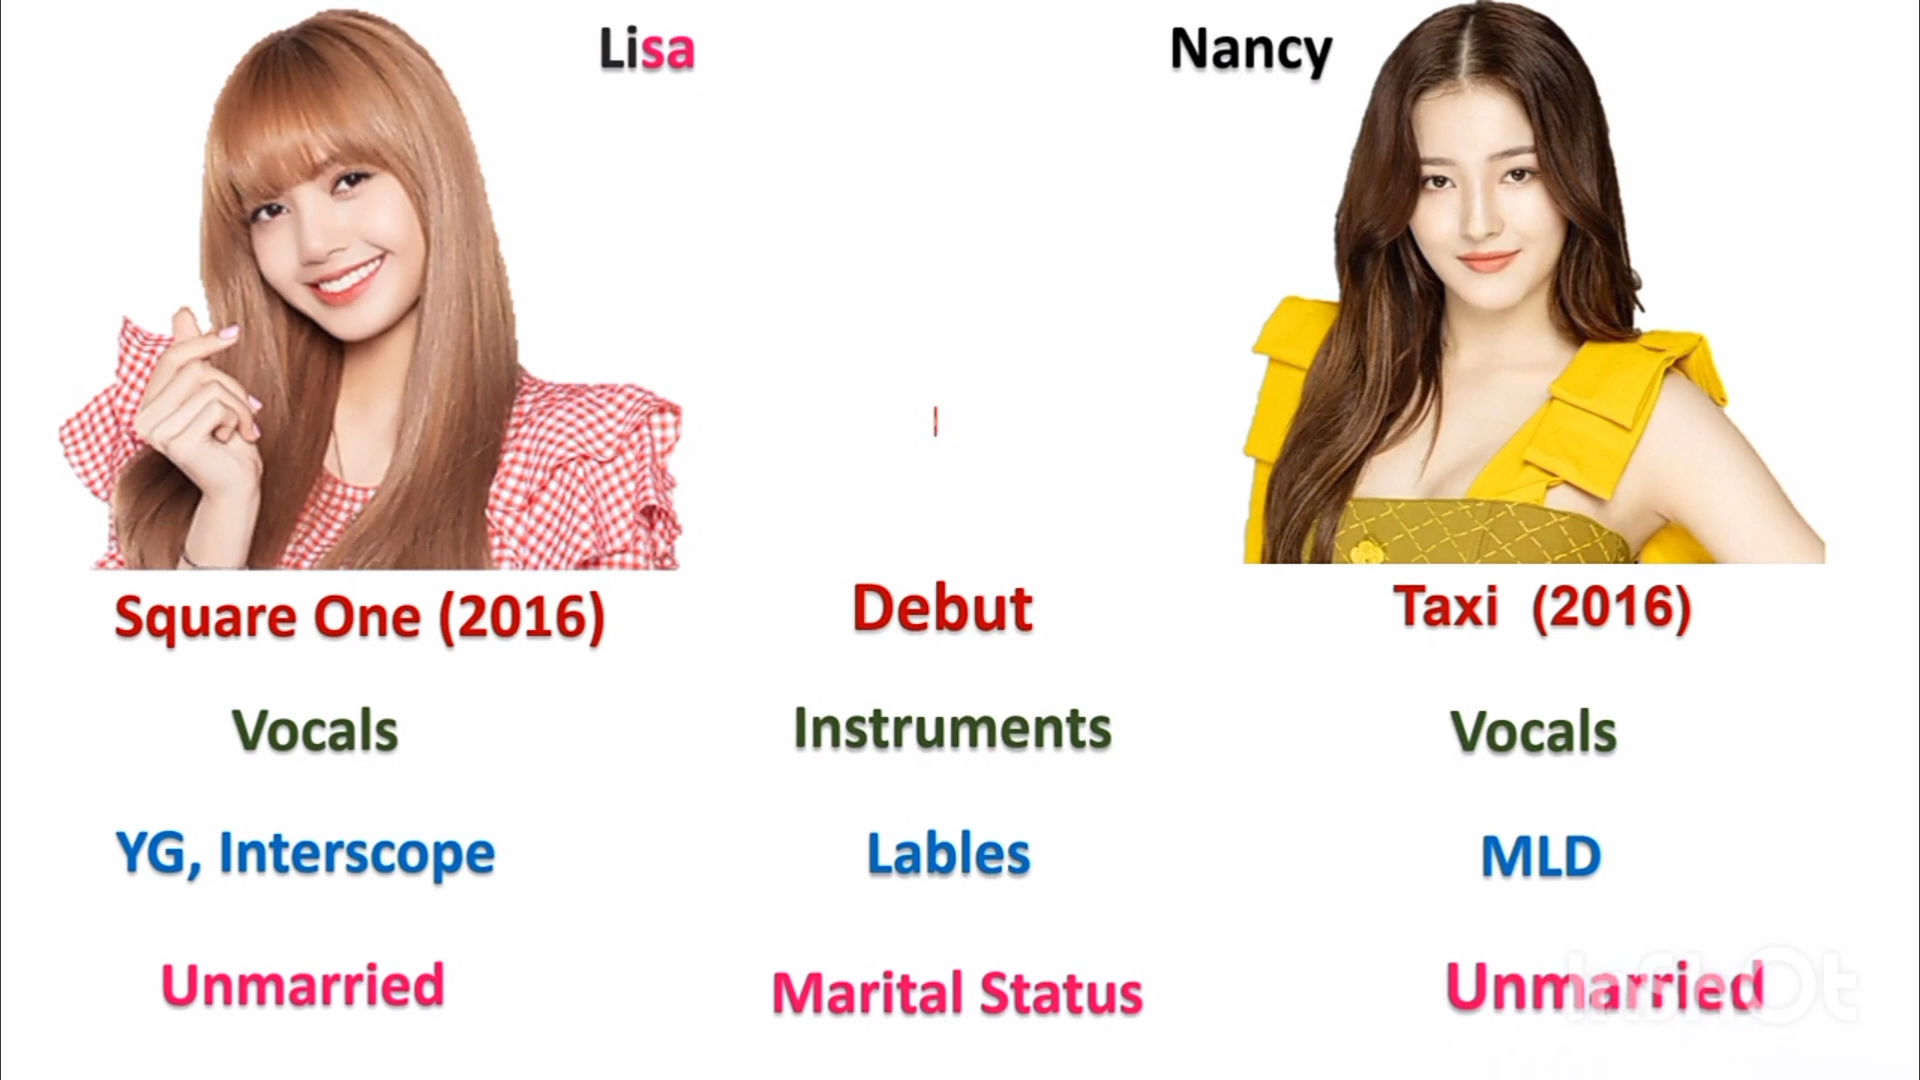 Lisa
Nancy
Square One (2016)
Debut
Taxi (2016)
Vocals
Instruments
Vocals
YG, Interscope
Lables
MLD
Unmarried
Marital Status
Unmarried
InShOt